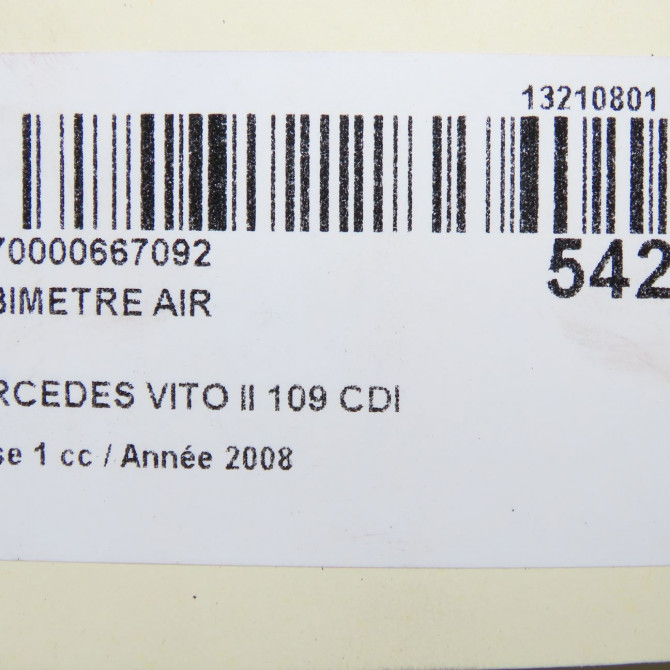 13210801
70000667092
542
BIMETRE AIR
RCEDES VITO II 109 CDI
se 1 cc / Année 2008